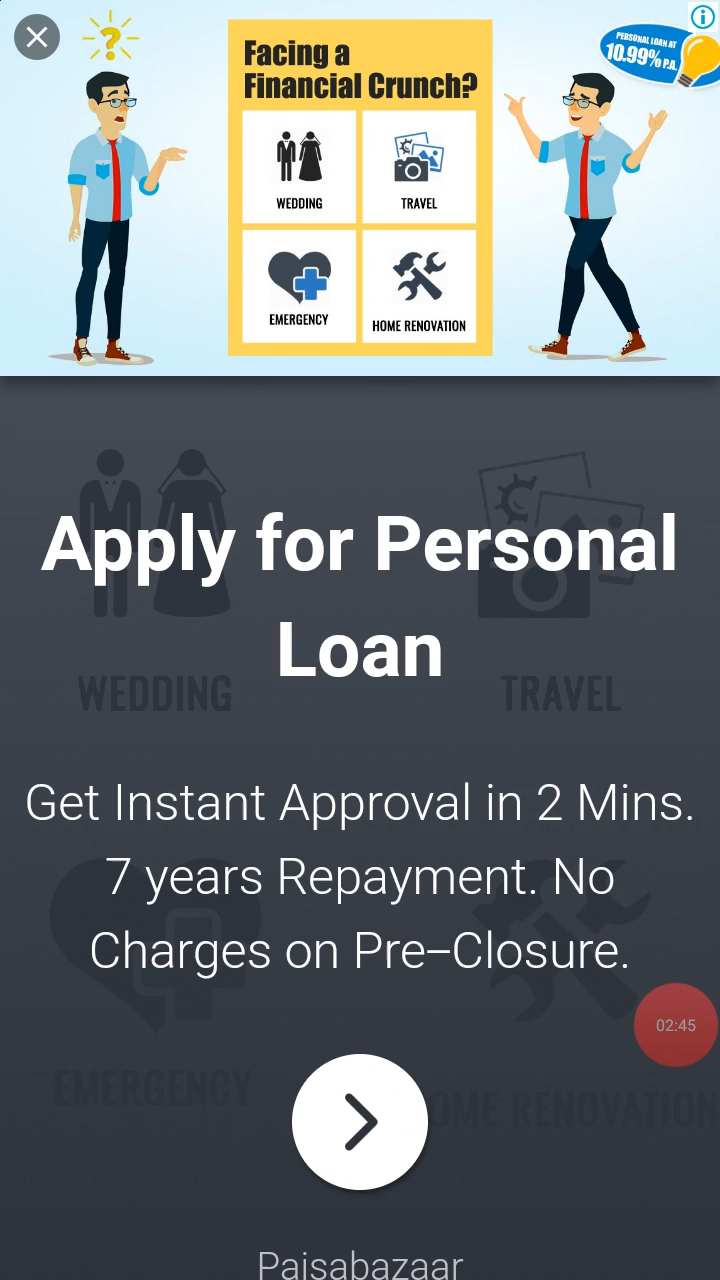 Facing a
Financial Crunch?
PERSONAL LOAN AT
10.99% P.A.
?
WEDDING
TRAVEL
EMERGENCY
HOME RENOVATION
Apply for Personal
Loan
WEDDING
TRAVEL
Get Instant Approval in 2 Mins.
7 years Repayment. No
Charges on Pre–Closure.
02:45
EMERGENCY
OME RENOVATION
Paisabazaar